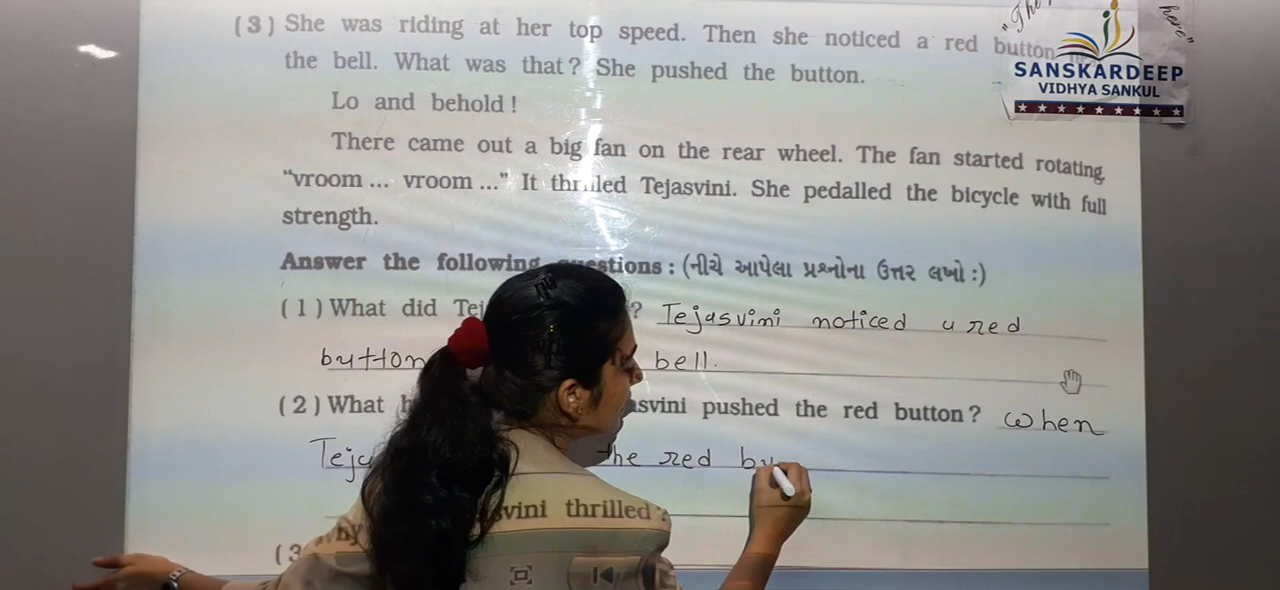 (3) She was riding at her top speed. Then she noticed a red button
the bell. What was that? She pushed the button.
Lo and behold!
There came out a big fan on the rear wheel. The fan started rotating
"vroom ... vroom ..." It thrilled Tejasvini. She pedalled the bicycle with full
strength.
Answer the following questions : (નીચે આપેલા પ્રશ્નોના ઉત્તર લખો :)
(1) What did ? Tejasvini noticed a red
button bell.
(2) What pushed the red button? When
the red
thrilled?
(3
"The
here"
SANSKARDEEP
VIDHYA SANKUL